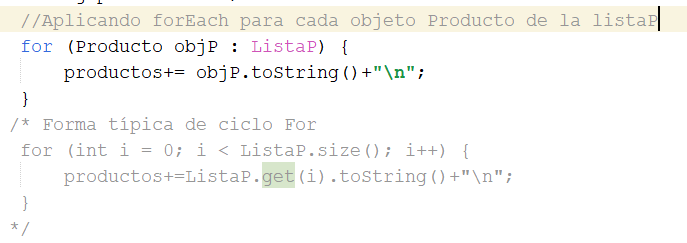 //Aplicando forEach para cada objeto Producto de la listaP
for (Producto objP : ListaP) {
productos+= objP.toString()+"\n";
}
/* Forma típica de ciclo For
for (int i = 0; i < ListaP.size(); i++) {
productos+=ListaP.get(i).toString()+"\n";
}
*/